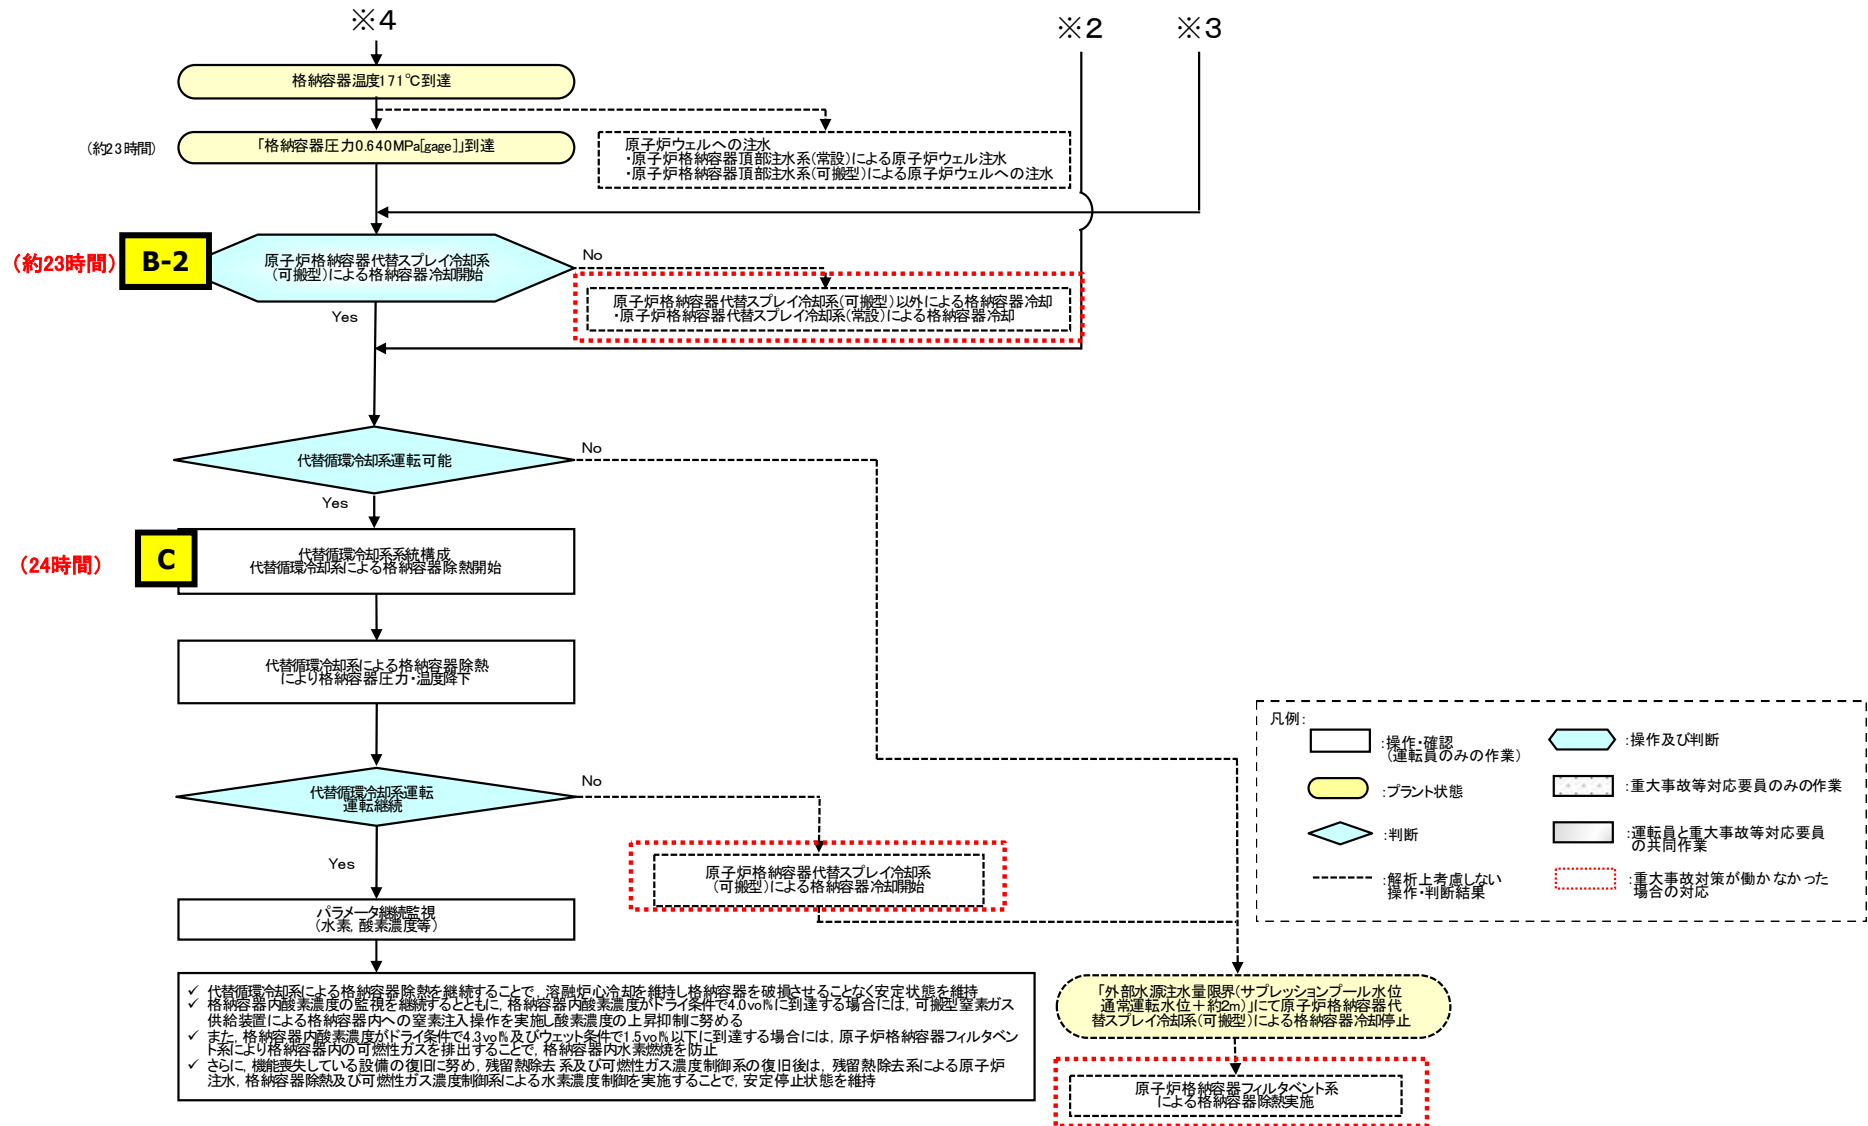 ※4
※2
※3
格納容器温度171℃到達
(約23時間)
「格納容器圧力0.640MPa[gage]」到達
原子炉ウェルへの注水
・原子炉格納容器頂部注水系(常設)による原子炉ウェル注水
・原子炉格納容器頂部注水系(可搬型)による原子炉ウェルへの注水
(約23時間)
B-2
原子炉格納容器代替スプレイ冷却系
(可搬型)による格納容器冷却開始
No
Yes
原子炉格納容器代替スプレイ冷却系(可搬型)以外による格納容器冷却
・原子炉格納容器代替スプレイ冷却系(常設)による格納容器冷却
代替循環冷却系運転可能
No
Yes
(24時間)
C
代替循環冷却系系統構成
代替循環冷却系による格納容器除熱開始
代替循環冷却系による格納容器除熱
により格納容器圧力・温度降下
代替循環冷却系運転
運転継続
No
Yes
原子炉格納容器代替スプレイ冷却系
(可搬型)による格納容器冷却開始
パラメータ継続監視
(水素, 酸素濃度等)
✓ 代替循環冷却系による格納容器除熱を継続することで, 溶融炉心冷却を維持し格納容器を破損させることなく安定状態を維持
✓ 格納容器内酸素濃度の監視を継続するとともに, 格納容器内酸素濃度がドライ条件で4.0vol%に到達する場合には, 可搬型窒素ガス
供給装置による格納容器内への窒素注入操作を実施し酸素濃度の上昇抑制に努める
✓ また, 格納容器内酸素濃度がドライ条件で4.3vol%及びウェット条件で1.5vol%以下に到達する場合には, 原子炉格納容器フィルタベン
ト系により格納容器内の可燃性ガスを排出することで, 格納容器内水素燃焼を防止
✓ さらに, 機能喪失している設備の復旧に努め, 残留熱除去系及び可燃性ガス濃度制御系の復旧後は, 残留熱除去系による原子炉
注水, 格納容器除熱及び可燃性ガス濃度制御系による水素濃度制御を実施することで, 安定停止状態を維持
「外部水源注水量限界(サプレッションプール水位
通常運転水位+約2m)」にて原子炉格納容器代
替スプレイ冷却系(可搬型)による格納容器冷却停止
原子炉格納容器フィルタベント系
による格納容器除熱実施
凡例:
:操作・確認
(運転員のみの作業)
:操作及び判断
:プラント状態
:重大事故等対応要員のみの作業
:判断
:運転員と重大事故等対応要員
の共同作業
:解析上考慮しない
操作・判断結果
:重大事故対策が働かなかった
場合の対応